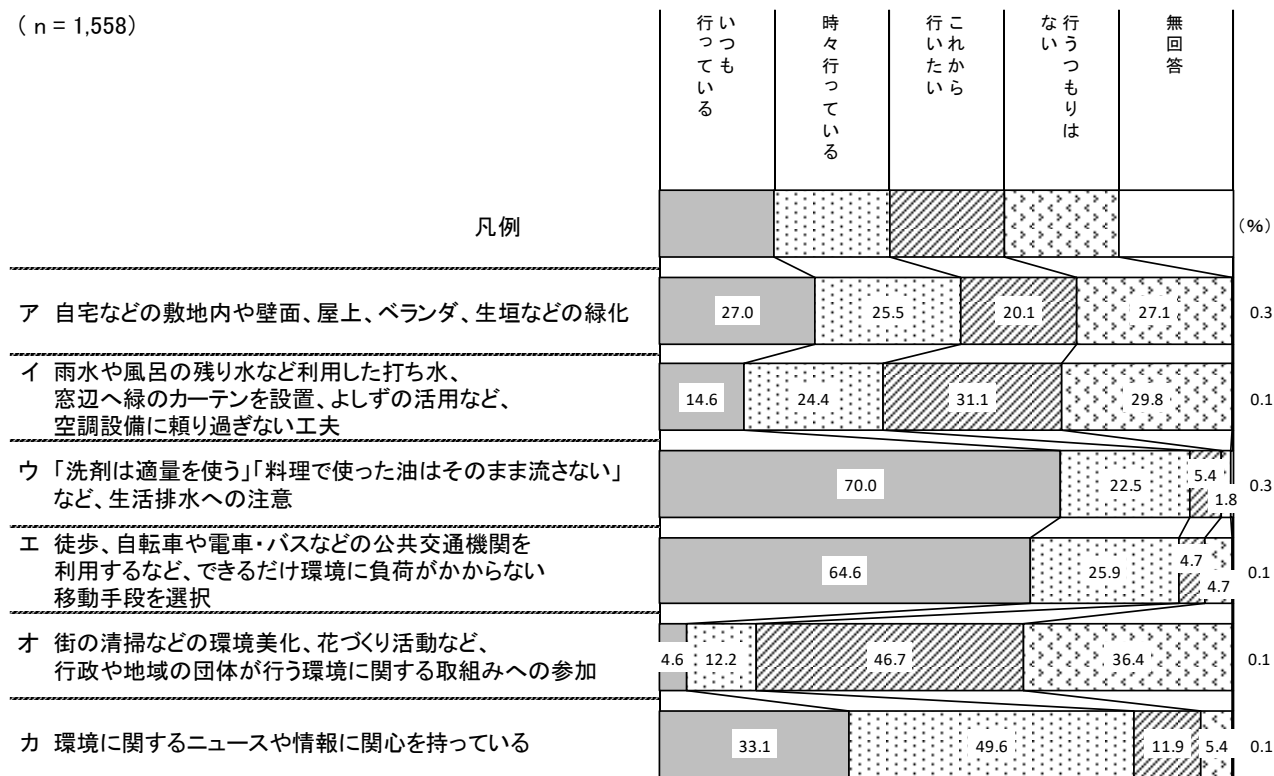 ( n = 1,558)
いつも
行っている
時々行っている
これから
行いたい
行うつもりは
ない
無回答
凡例
(%)
ア 自宅などの敷地内や壁面、屋上、ベランダ、生垣などの緑化
27.0 25.5 20.1 27.1 0.3
イ 雨水や風呂の残り水など利用した打ち水、
窓辺へ緑のカーテンを設置、よしずの活用など、
空調設備に頼り過ぎない工夫
14.6 24.4 31.1 29.8 0.1
ウ 「洗剤は適量を使う」「料理で使った油はそのまま流さない」
など、生活排水への注意
70.0 22.5 5.4 1.8 0.3
エ 徒歩、自転車や電車・バスなどの公共交通機関を
利用するなど、できるだけ環境に負荷がかからない
移動手段を選択
64.6 25.9 4.7 4.7 0.1
オ 街の清掃などの環境美化、花づくり活動など、
行政や地域の団体が行う環境に関する取組みへの参加
4.6 12.2 46.7 36.4 0.1
カ 環境に関するニュースや情報に関心を持っている
33.1 49.6 11.9 5.4 0.1